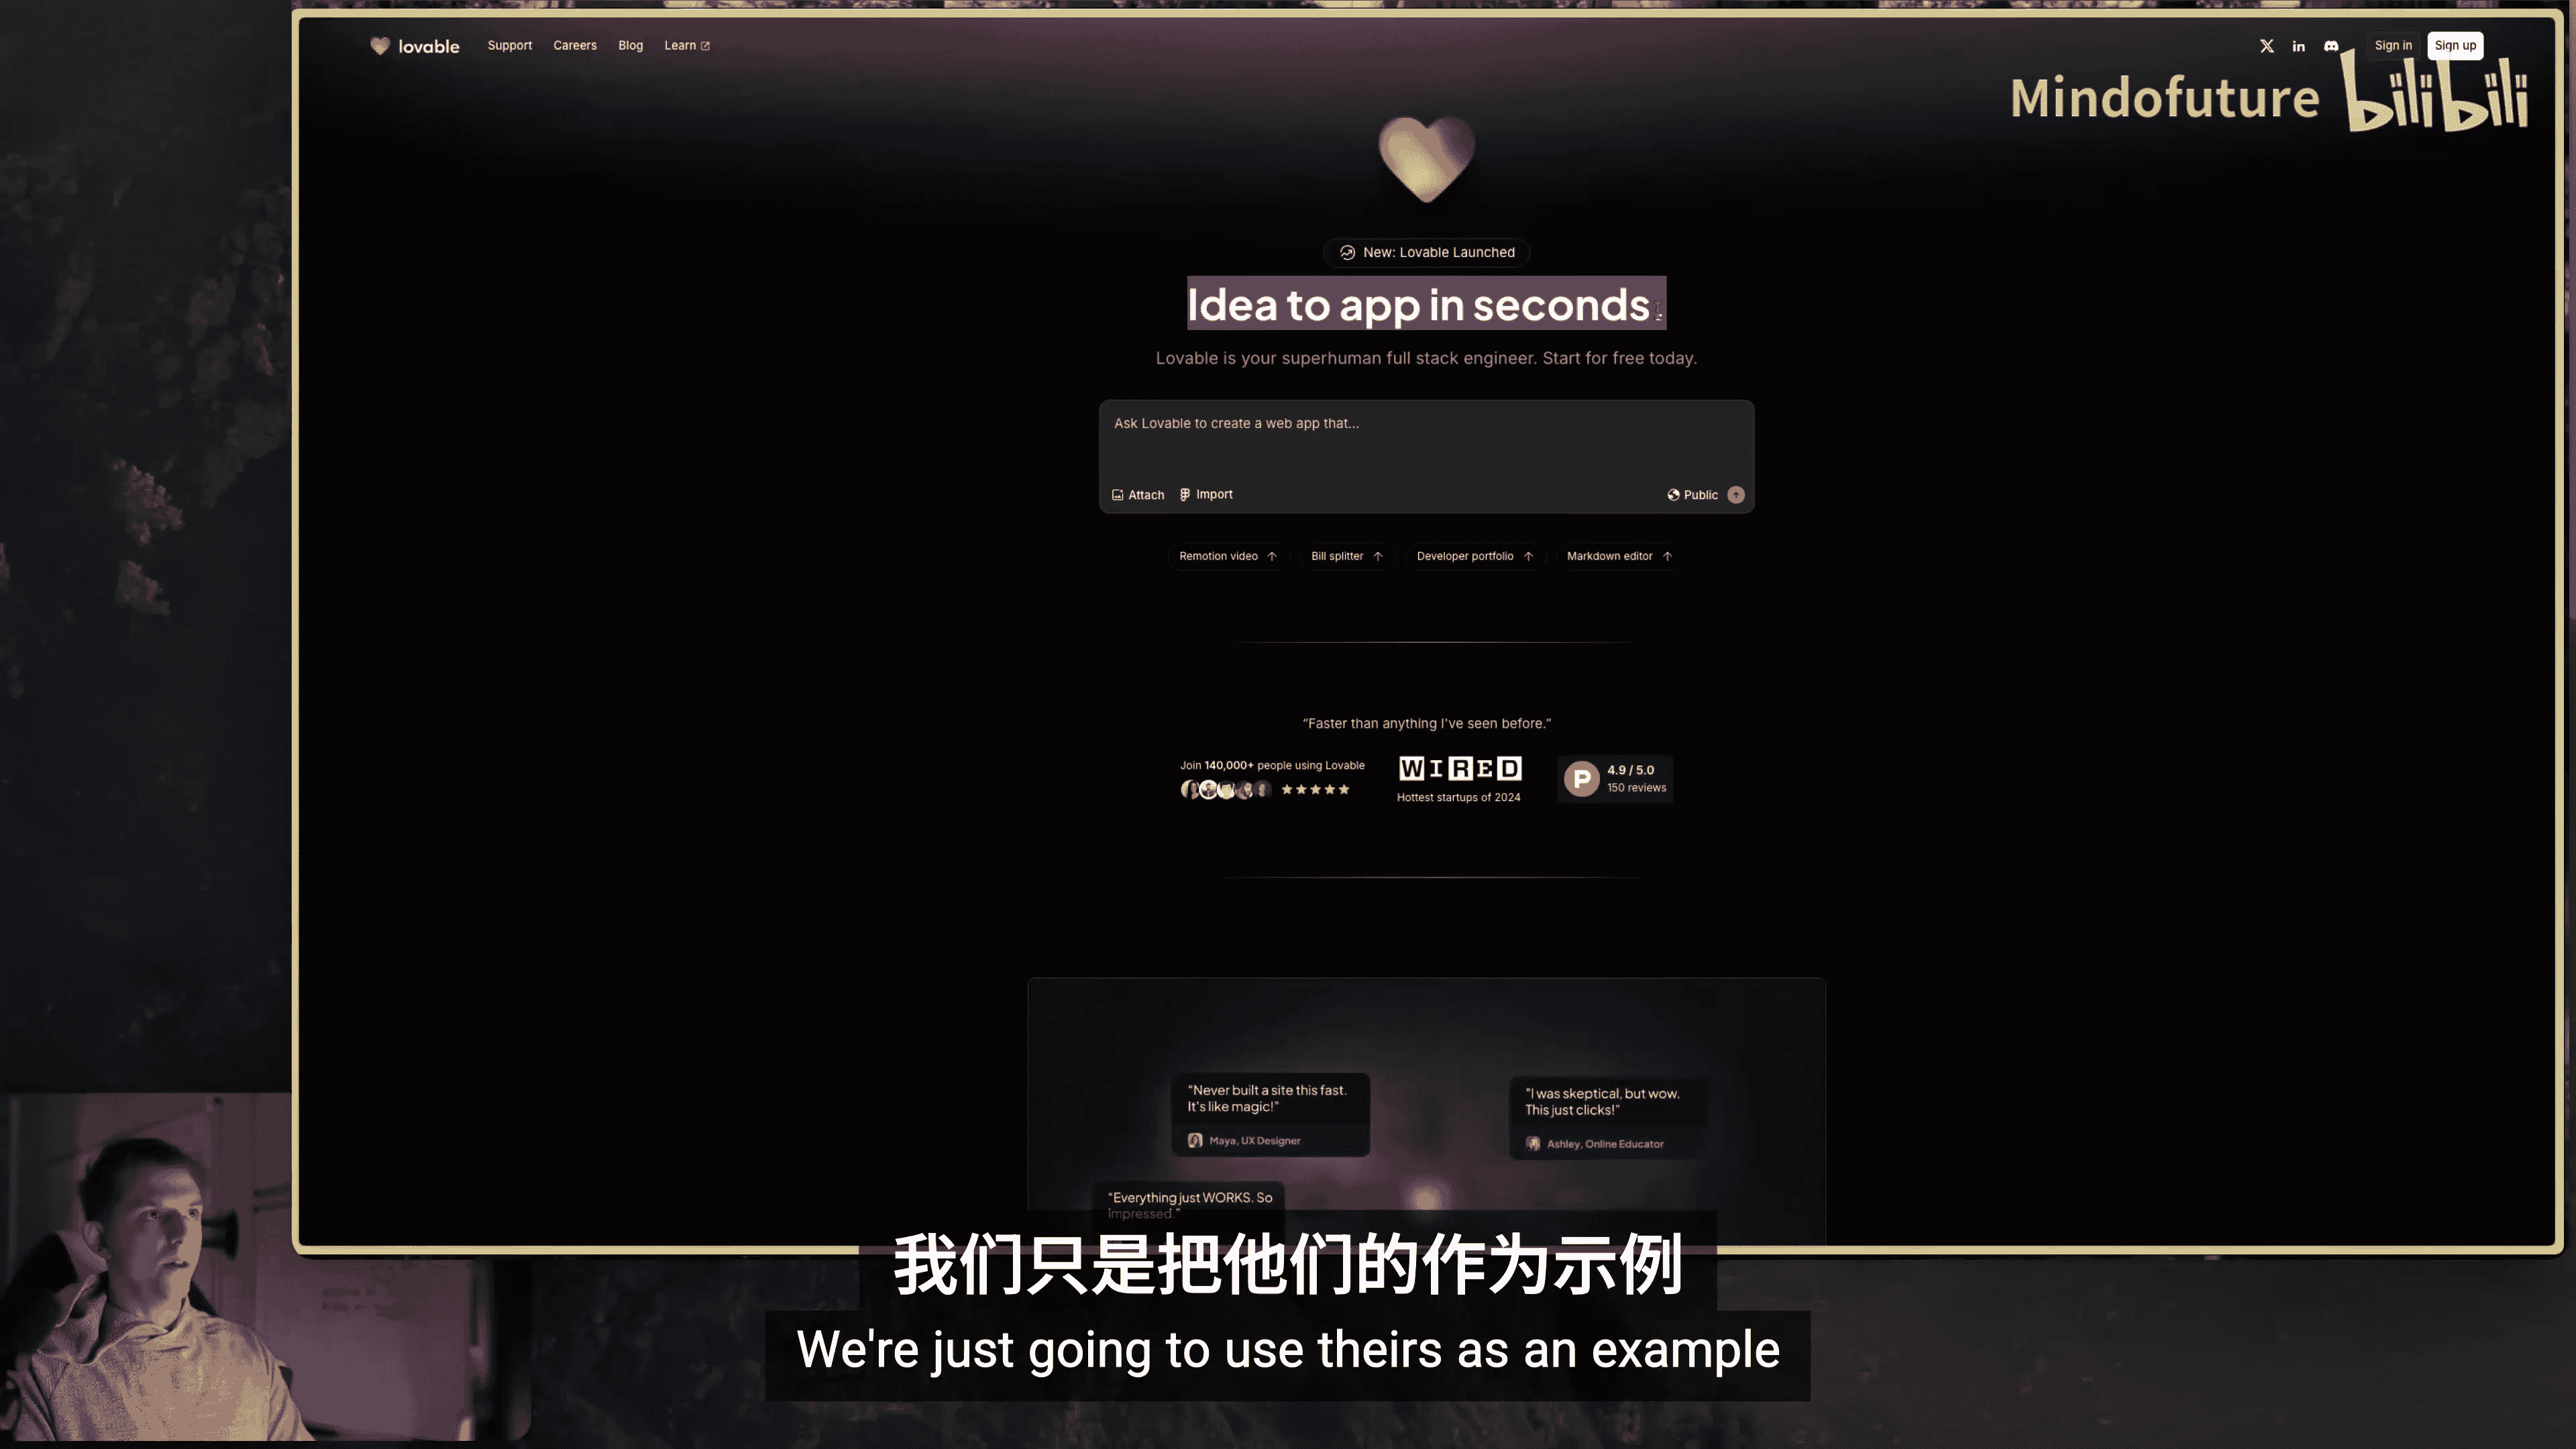 lovable Support Careers Blog Learn Sign in Sign up
Mindofuture bilibili
New: Lovable Launched
Idea to app in seconds.
Lovable is your superhuman full stack engineer. Start for free today.
Ask Lovable to create a web app that...
Attach Import Public
Remotion video Bill splitter Developer portfolio Markdown editor
“Faster than anything I've seen before.”
Join 140,000+ people using Lovable
WIRED
Hottest startups of 2024
P
4.9 / 5.0
150 reviews
“Never built a site this fast.
It's like magic!”
Maya, UX Designer
“I was skeptical, but wow.
This just clicks!”
Ashley, Online Educator
“Everything just WORKS. So
impressed.”
我们只是把他们的作为示例
We're just going to use theirs as an example